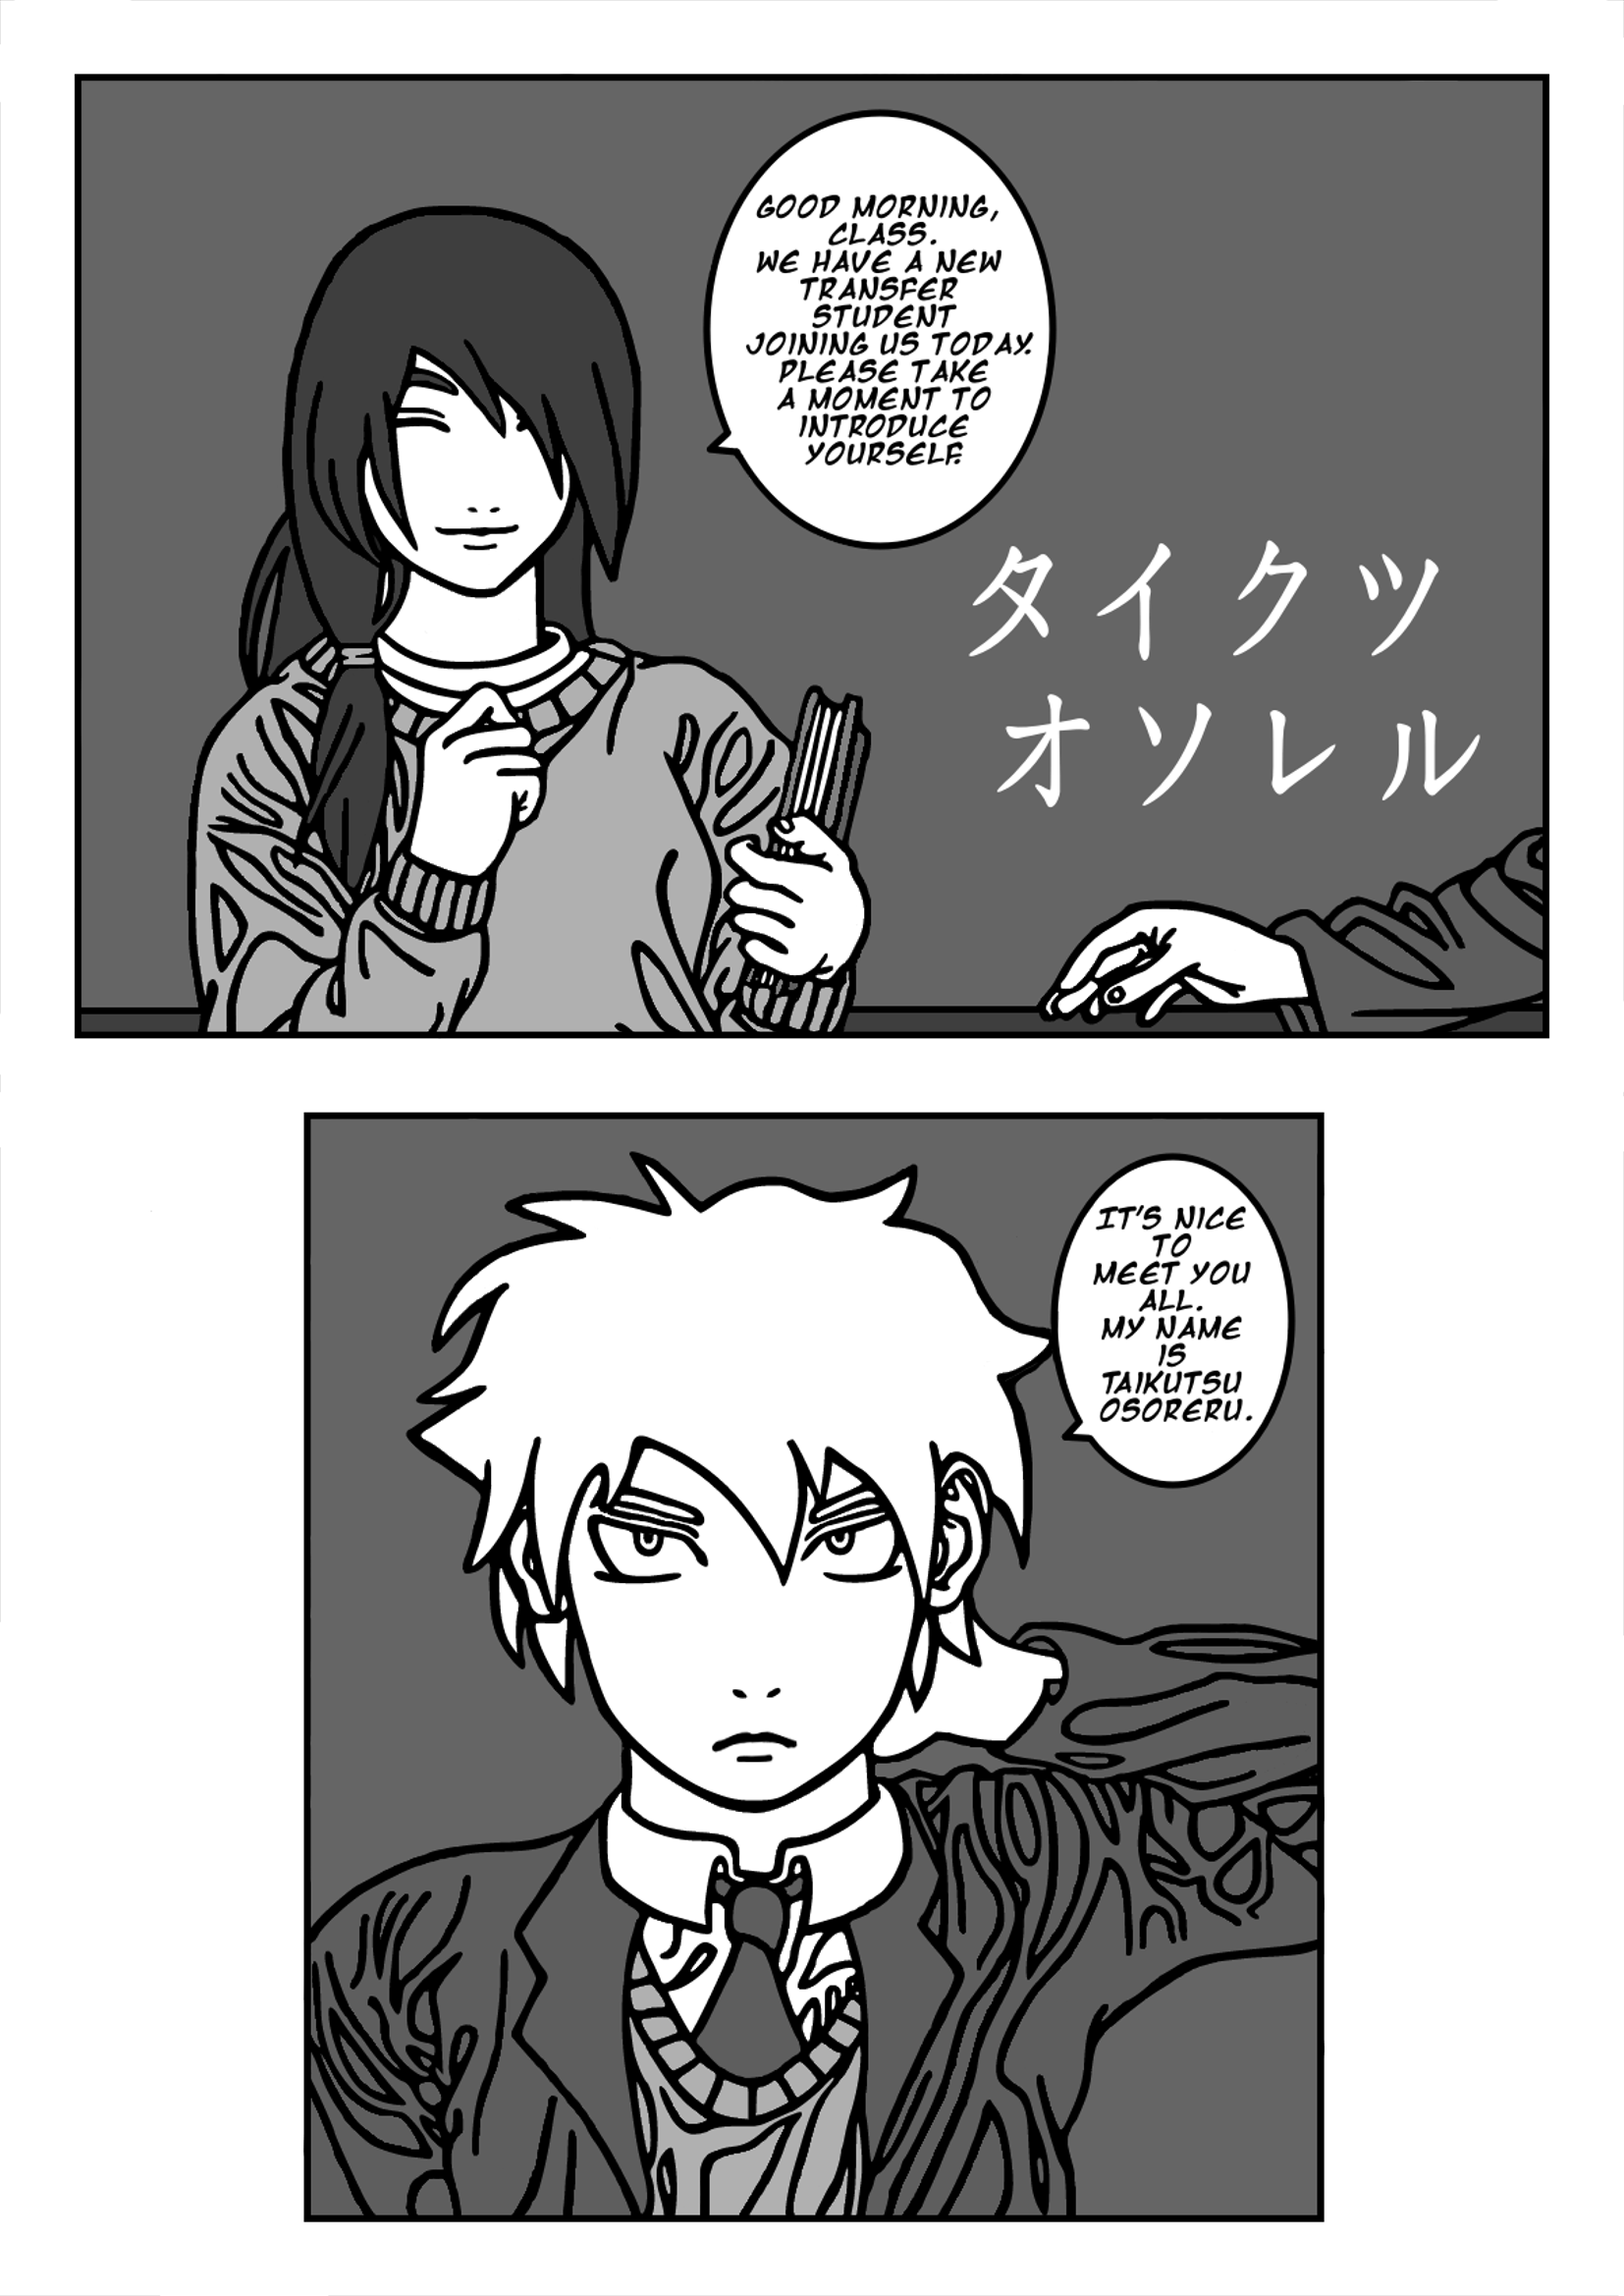 GOOD MORNING,
CLASS.
WE HAVE A NEW
TRANSFER
STUDENT
JOINING US TODAY.
PLEASE TAKE
A MOMENT TO
INTRODUCE
YOURSELF.
タイクツ
オソレル
IT'S NICE
TO
MEET YOU
ALL.
MY NAME
IS
TAIKUTSU
OSORERU.